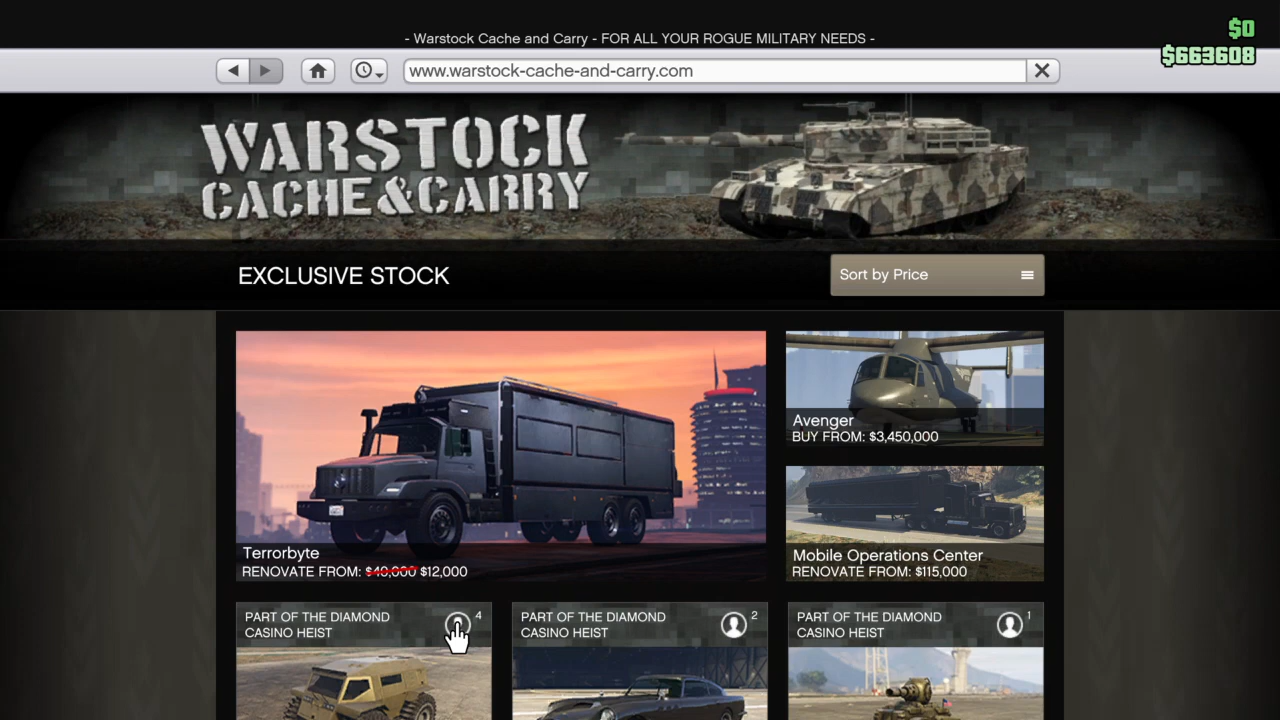 - Warstock Cache and Carry - FOR ALL YOUR ROGUE MILITARY NEEDS -
$0
$663608
www.warstock-cache-and-carry.com
WARSTOCK
CACHE & CARRY
EXCLUSIVE STOCK
Sort by Price
Terrorbyte
RENOVATE FROM: $40,000 $12,000
Avenger
BUY FROM: $3,450,000
Mobile Operations Center
RENOVATE FROM: $115,000
PART OF THE DIAMOND
CASINO HEIST
4
PART OF THE DIAMOND
CASINO HEIST
2
PART OF THE DIAMOND
CASINO HEIST
1